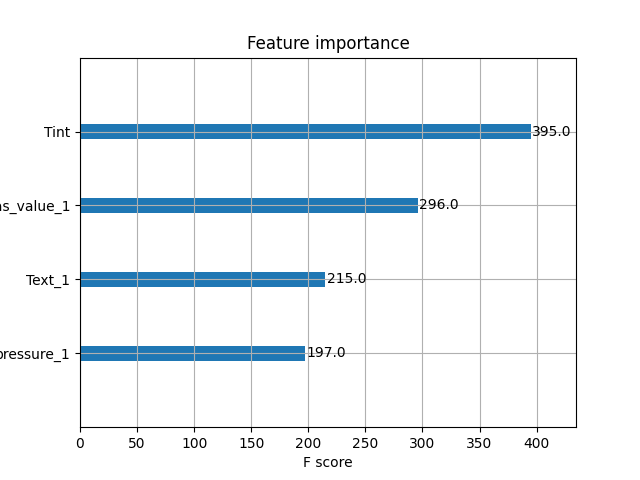 Feature importance
Tint
395.0
s_value_1
296.0
Text_1
215.0
pressure_1
197.0
0 50 100 150 200 250 300 350 400
F score